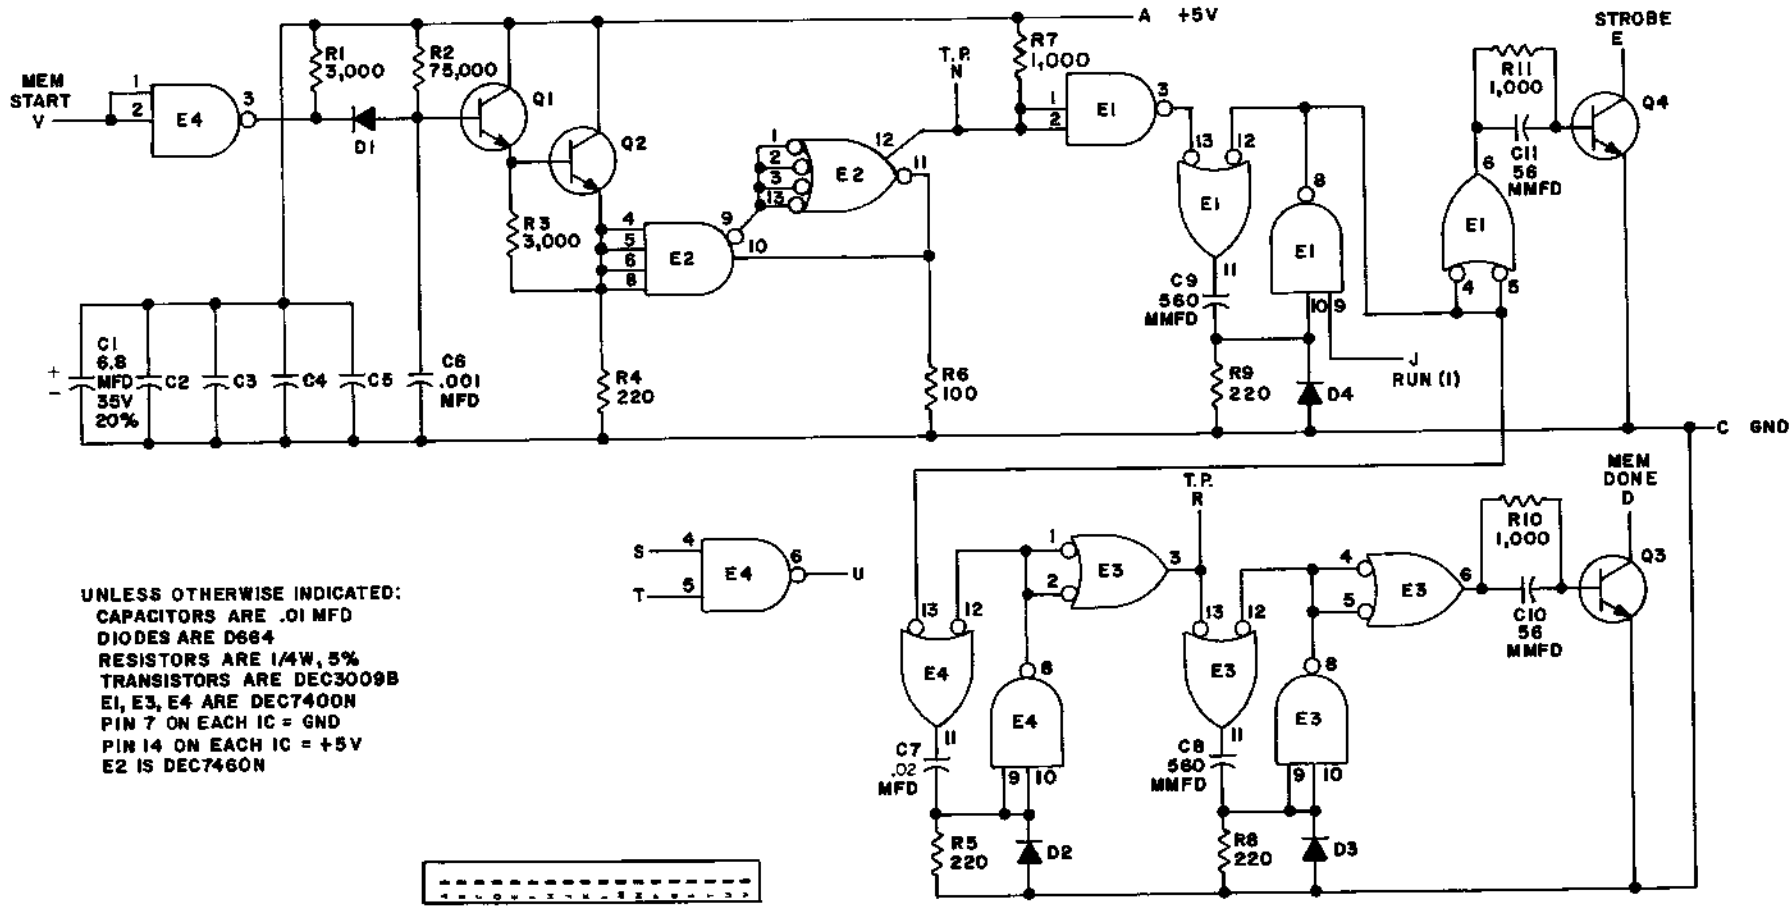 A +5V
STROBE
E
R1
3,000
R2
75,000
R7
1,000
T.P.
N
R11
1,000
MEM
START
V
1
2
E4
3
D1
Q1
Q2
1
2
3
13
E2
12
11
1
2
E1
3
13
12
E1
11
8
E1
10
9
6
E1
4
5
C11
56
MMFD
Q4
R3
3,000
4
5
6
8
E2
9
10
C9
560
MMFD
J
RUN (1)
C1
6.8
MFD
35V
20%
+
-
C2
C3
C4
C5
C6
.001
MFD
R4
220
R6
100
R9
220
D4
C GND
MEM
DONE
D
T.P.
R
R10
1,000
Q3
S
T
4
5
E4
6
U
13
12
E4
11
8
E4
9
10
1
2
E3
3
13
12
E3
11
8
E3
9
10
4
5
E3
6
C10
56
MMFD
C7
.02
MFD
C8
560
MMFD
R5
220
D2
R8
220
D3
UNLESS OTHERWISE INDICATED:
CAPACITORS ARE .01 MFD
DIODES ARE D664
RESISTORS ARE 1/4W, 5%
TRANSISTORS ARE DEC3009B
E1, E3, E4 ARE DEC7400N
PIN 7 ON EACH IC = GND
PIN 14 ON EACH IC = +5V
E2 IS DEC7460N